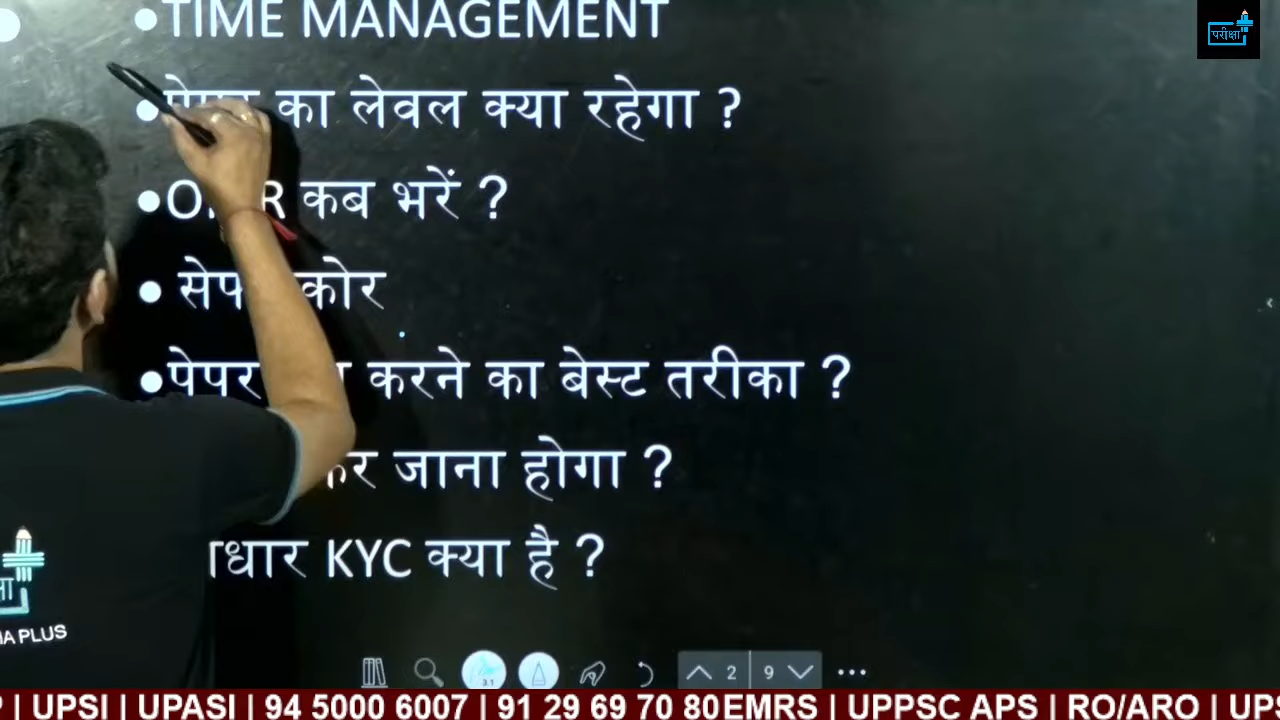 •TIME MANAGEMENT
परीक्षा
• का लेवल क्या रहेगा ?
• कब भरें ?
•
•पेपर करने का बेस्ट तरीका ?
जाना होगा ?
KYC क्या है ?
PLUS
2 9
| UPSI | UPASI | 94 5000 6007 | 91 29 69 70 80 EMRS | UPPSC APS | RO/ARO |